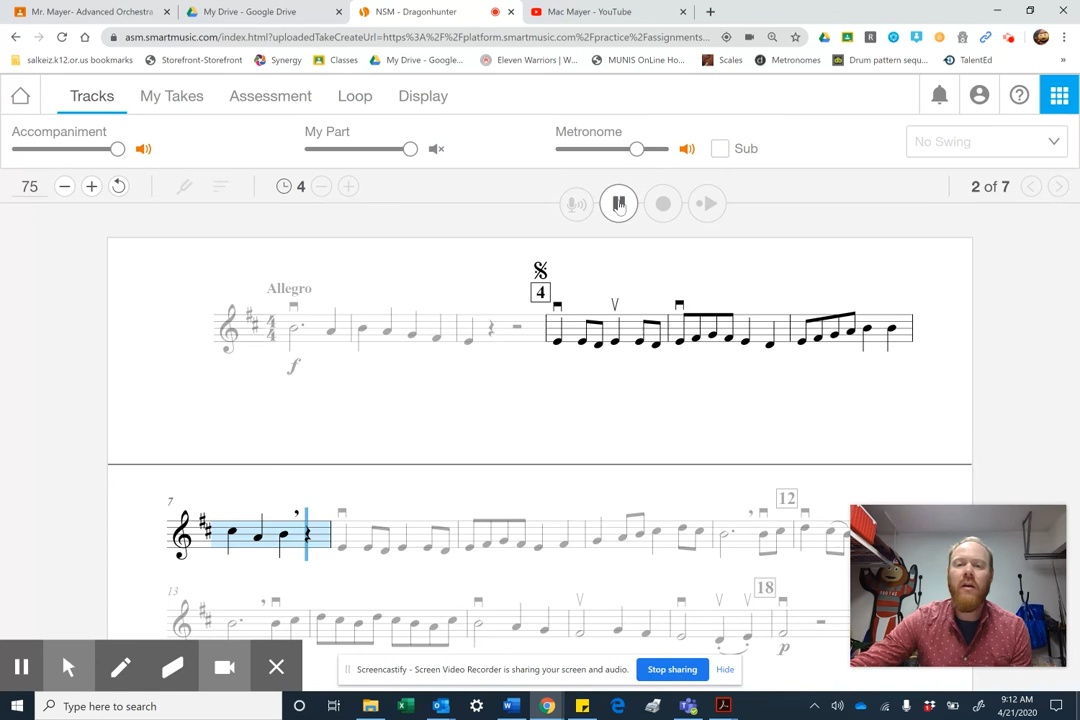 Mr. Mayer- Advanced Orchestra
My Drive - Google Drive
NSM - Dragonhunter
Mac Mayer - YouTube
asm.smartmusic.com/index.html?uploadedTakeCreateUrl=https%3A%2F%2Fplatform.smartmusic.com%2Fpractice%2Fassignments...
salkeiz.k12.or.us bookmarks
Storefront-Storefront
Synergy
Classes
My Drive - Google...
Eleven Warriors | W...
MUNIS OnLine Ho...
Scales
Metronomes
Drum pattern sequ...
TalentEd
Tracks
My Takes
Assessment
Loop
Display
Accompaniment
My Part
Metronome
Sub
No Swing
75
4
2 of 7
4
Allegro
f
7
12
13
18
p
Screencastify - Screen Video Recorder is sharing your screen and audio.
Stop sharing
Hide
Type here to search
9:12 AM
4/21/2020